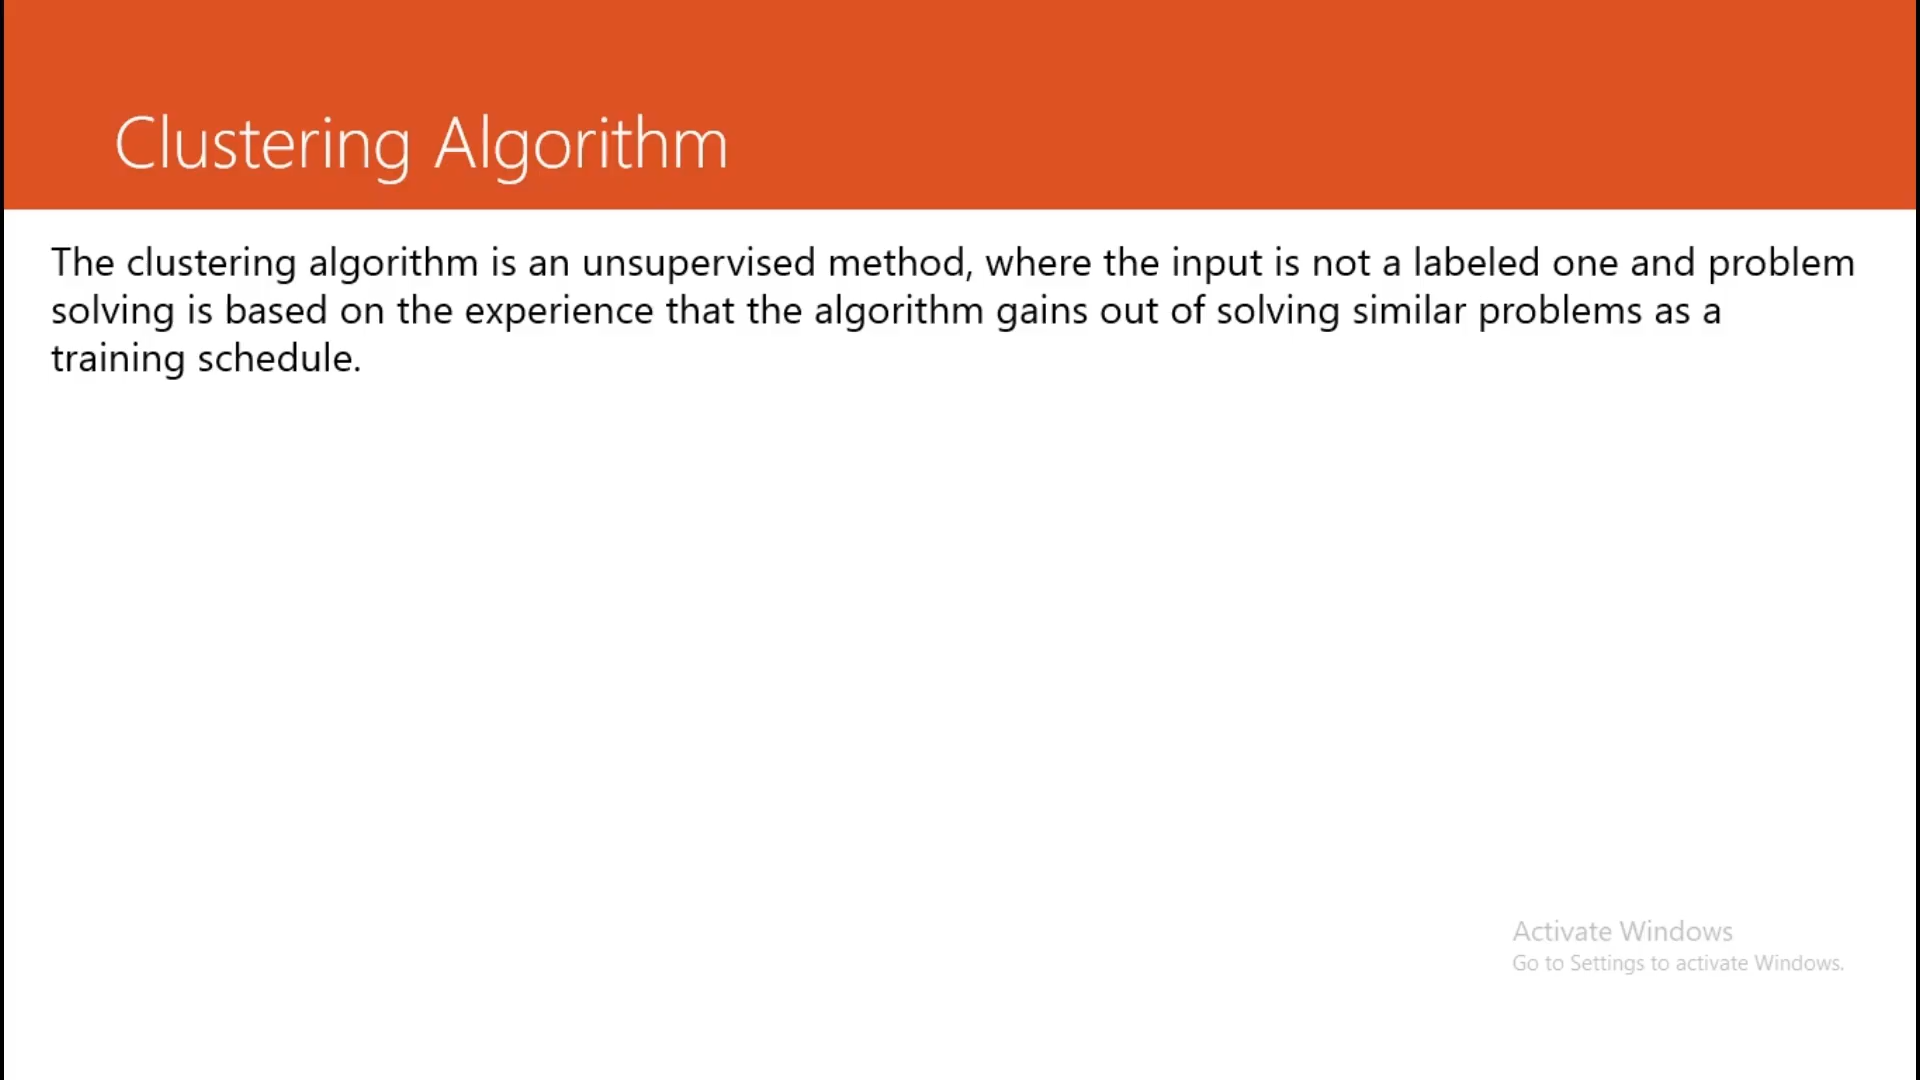 Clustering Algorithm
The clustering algorithm is an unsupervised method, where the input is not a labeled one and problem
solving is based on the experience that the algorithm gains out of solving similar problems as a
training schedule.
Activate Windows
Go to Settings to activate Windows.